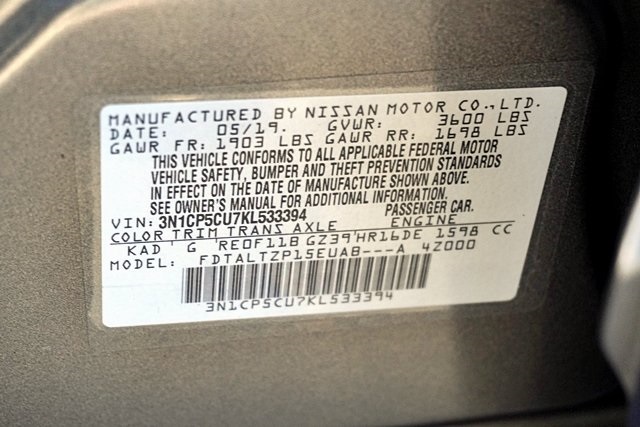 MANUFACTURED BY NISSAN MOTOR CO.,LTD.
DATE: 05/19. GVWR: 3600 LBS
GAWR FR: 1903 LBS GAWR RR: 1698 LBS
THIS VEHICLE CONFORMS TO ALL APPLICABLE FEDERAL MOTOR
VEHICLE SAFETY, BUMPER AND THEFT PREVENTION STANDARDS
IN EFFECT ON THE DATE OF MANUFACTURE SHOWN ABOVE.
SEE OWNER'S MANUAL FOR ADDITIONAL INFORMATION.
VIN: 3N1CP5CU7KL533394 PASSENGER CAR.
COLOR TRIM TRANS AXLE ENGINE
KAD ' G ' RE0F11B GZ39'HR16DE 1598 CC
MODEL: FDTALTZP15EUAB---A 4Z000
3N1CP5CU7KL533394